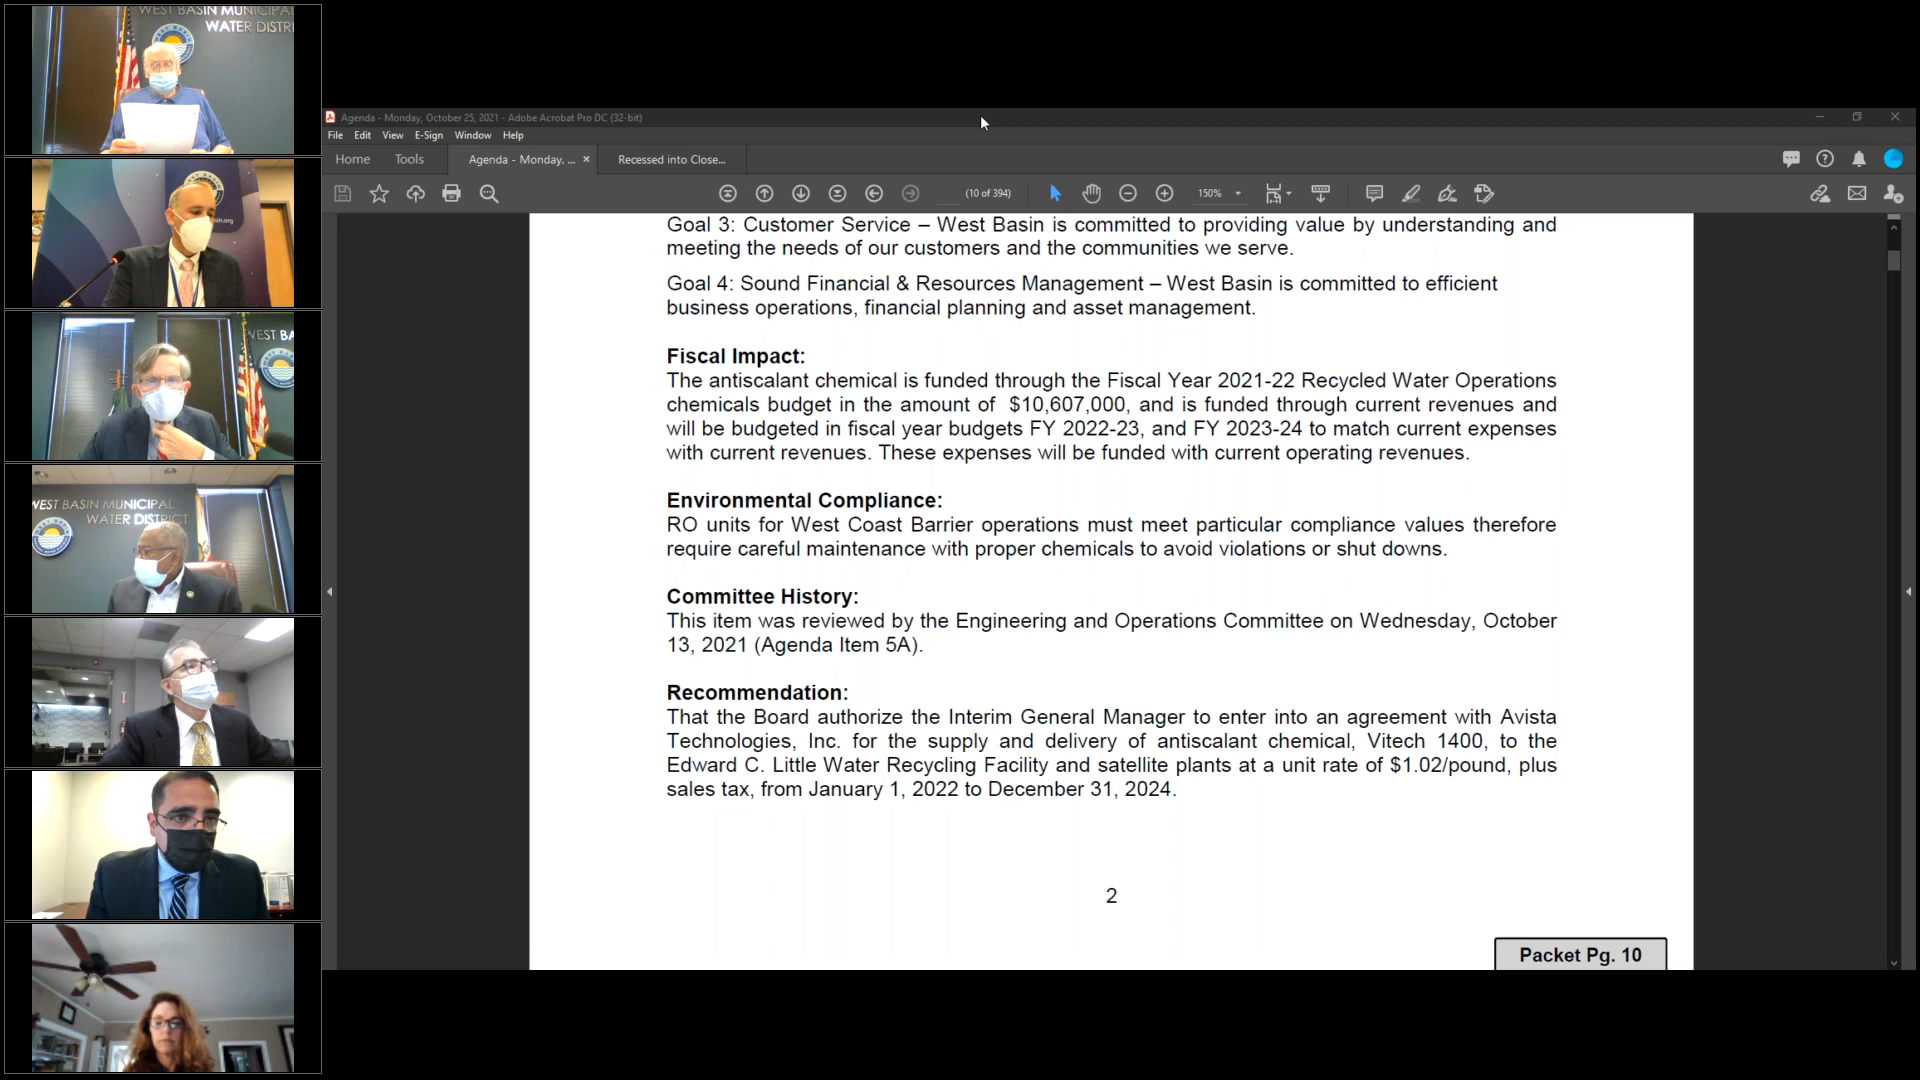 WEST BASIN MUNICIPAL
WATER DISTR
WEST BA
WEST BASIN MUNICIPAL
WATER DISTRICT
Agenda - Monday, October 25, 2021 - Adobe Acrobat Pro DC (32-bit)
File Edit View E-Sign Window Help
Home Tools Agenda - Monday, ... × Recessed into Close...
(10 of 394) 150%
Goal 3: Customer Service – West Basin is committed to providing value by understanding and
meeting the needs of our customers and the communities we serve.
Goal 4: Sound Financial & Resources Management – West Basin is committed to efficient
business operations, financial planning and asset management.
Fiscal Impact:
The antiscalant chemical is funded through the Fiscal Year 2021-22 Recycled Water Operations
chemicals budget in the amount of $10,607,000, and is funded through current revenues and
will be budgeted in fiscal year budgets FY 2022-23, and FY 2023-24 to match current expenses
with current revenues. These expenses will be funded with current operating revenues.
Environmental Compliance:
RO units for West Coast Barrier operations must meet particular compliance values therefore
require careful maintenance with proper chemicals to avoid violations or shut downs.
Committee History:
This item was reviewed by the Engineering and Operations Committee on Wednesday, October
13, 2021 (Agenda Item 5A).
Recommendation:
That the Board authorize the Interim General Manager to enter into an agreement with Avista
Technologies, Inc. for the supply and delivery of antiscalant chemical, Vitech 1400, to the
Edward C. Little Water Recycling Facility and satellite plants at a unit rate of $1.02/pound, plus
sales tax, from January 1, 2022 to December 31, 2024.
2
Packet Pg. 10